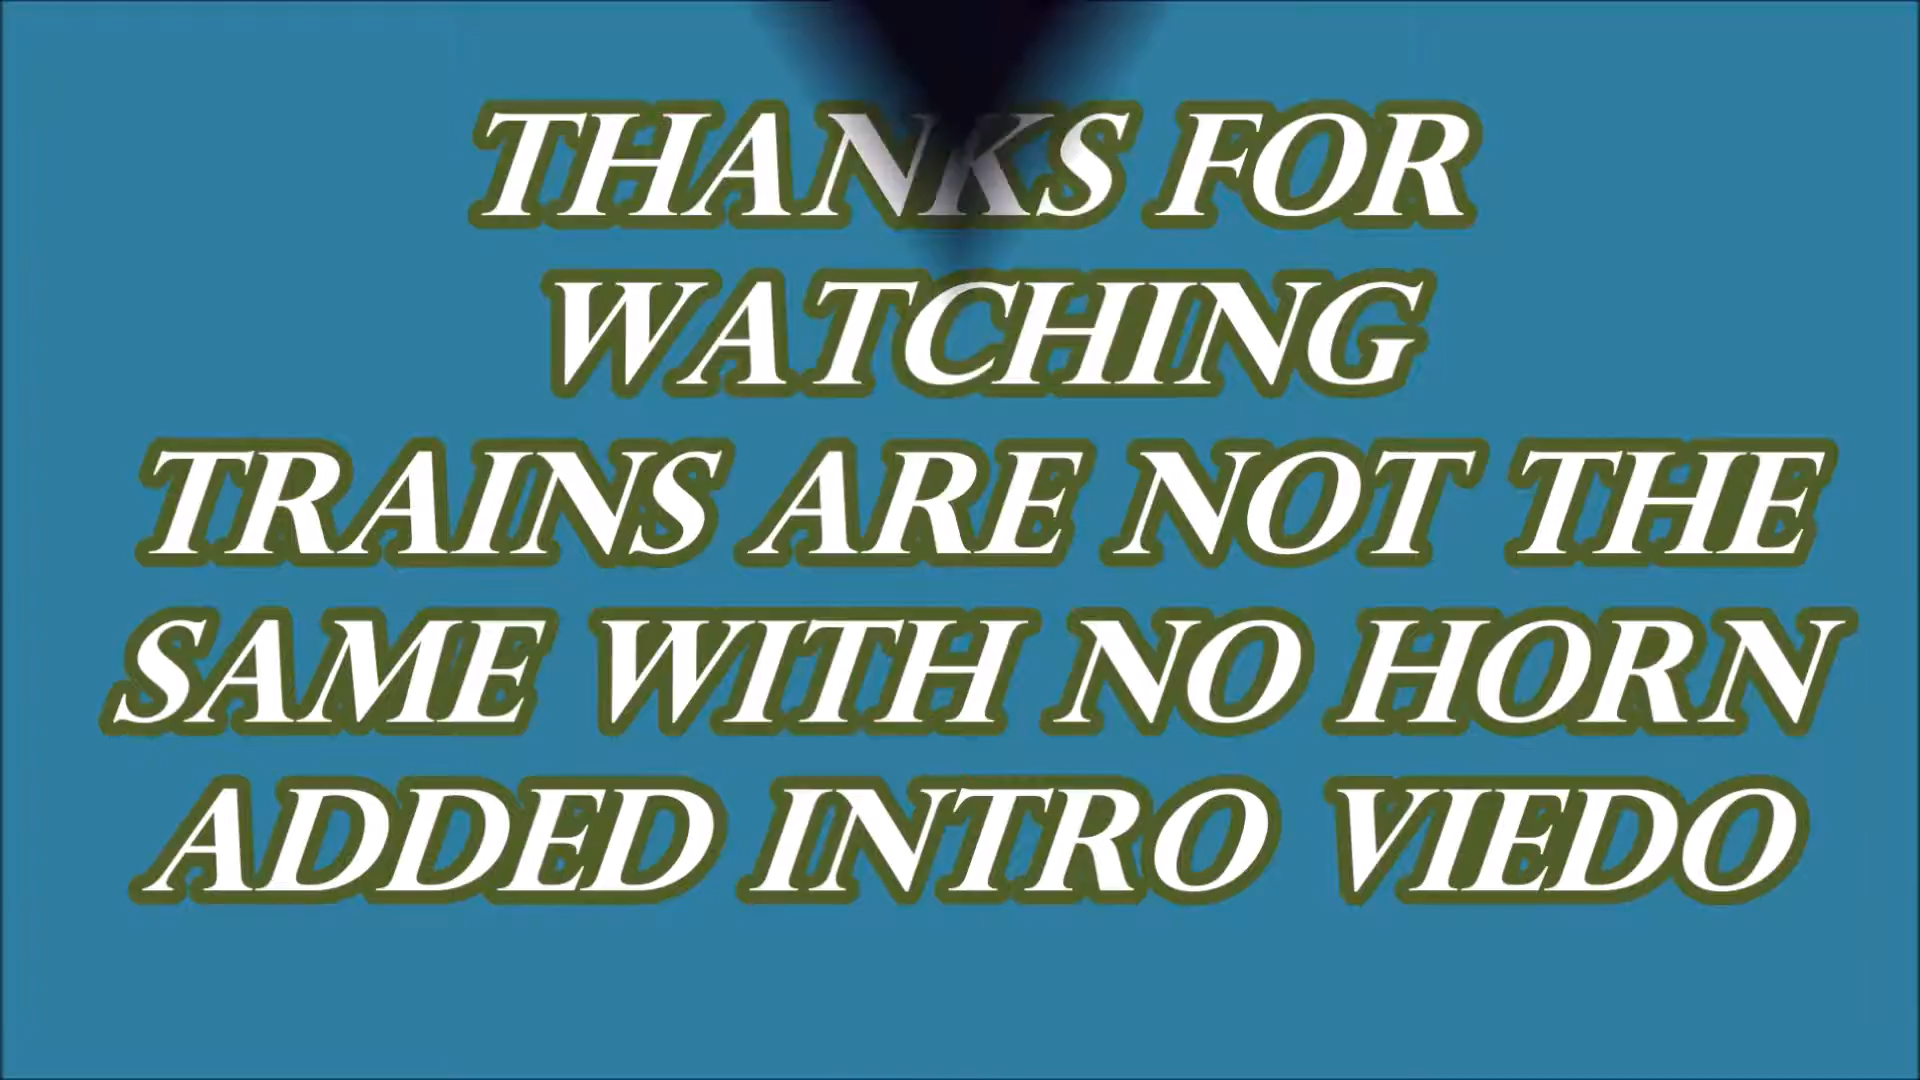 THANKS FOR
WATCHING
TRAINS ARE NOT THE
SAME WITH NO HORN
ADDED INTRO VIEDO